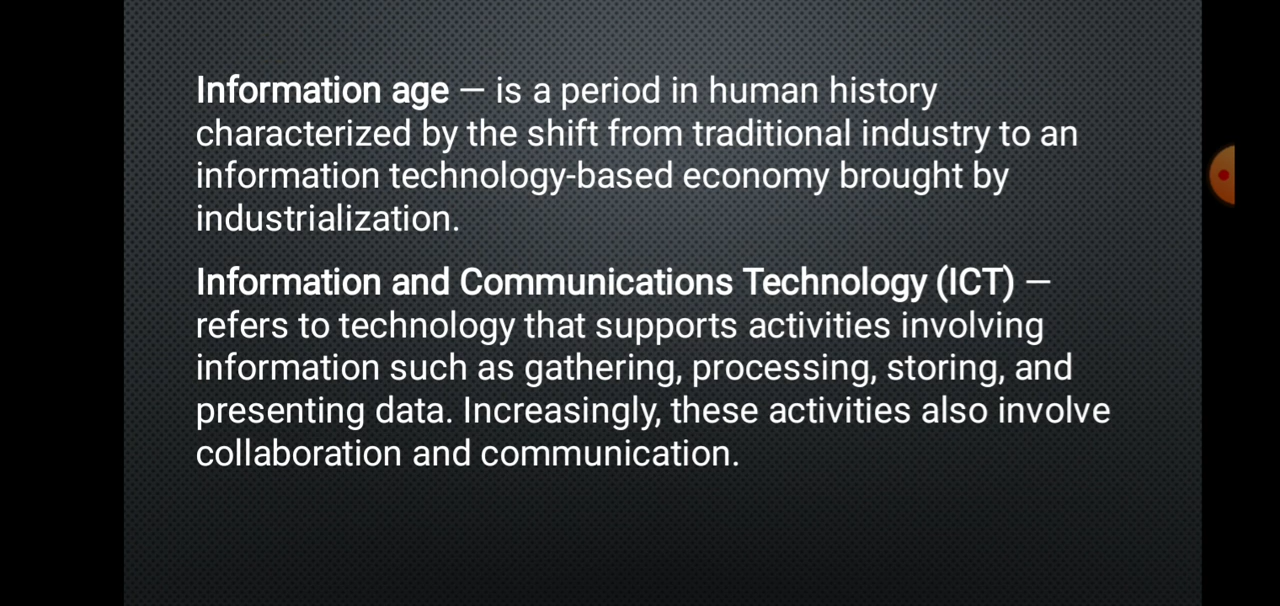 Information age — is a period in human history
characterized by the shift from traditional industry to an
information technology-based economy brought by
industrialization.
Information and Communications Technology (ICT) —
refers to technology that supports activities involving
information such as gathering, processing, storing, and
presenting data. Increasingly, these activities also involve
collaboration and communication.